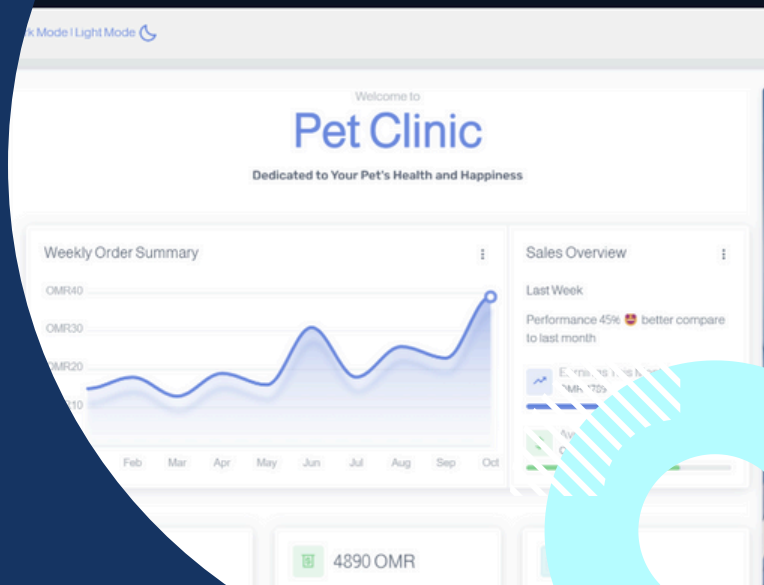 Mode | Light Mode
Welcome to
Pet Clinic
Dedicated to Your Pet's Health and Happiness
Weekly Order Summary
OMR40
OMR30
OMR20
Feb Mar Apr May Jun Jul Aug Sep Oct
Sales Overview
Last Week
Performance 45% 🤩 better compare
to last month
4890 OMR